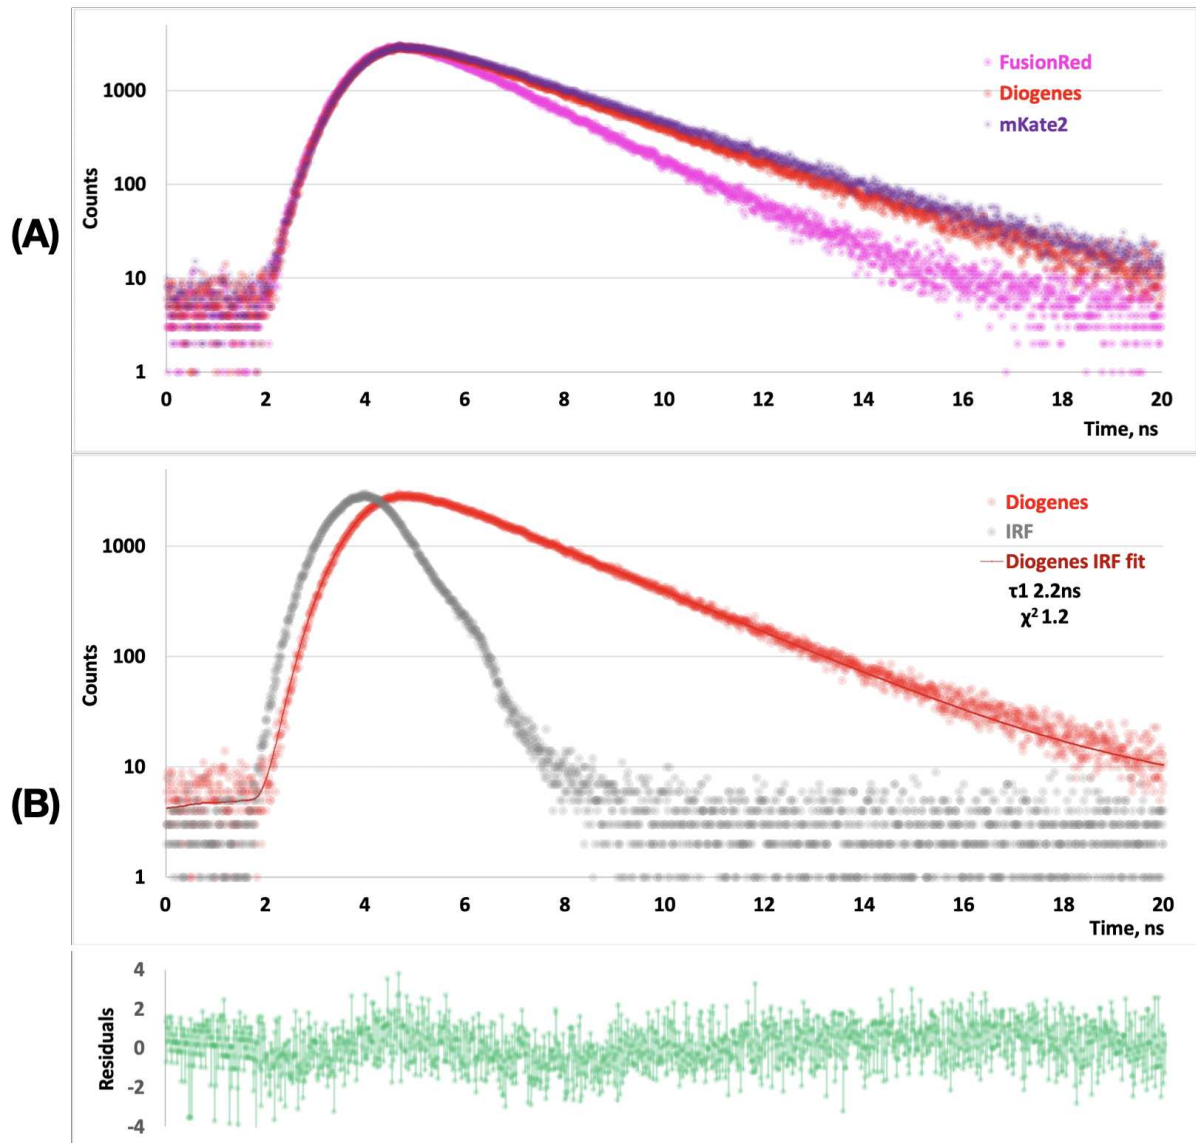 (A)
Counts
1000
100
10
1
FusionRed
Diogenes
mKate2
0 2 4 6 8 10 12 14 16 18 20
Time, ns
(B)
Counts
1000
100
10
1
Diogenes
IRF
Diogenes IRF fit
τ1 2.2ns
χ² 1.2
0 2 4 6 8 10 12 14 16 18 20
Time, ns
Residuals
4
2
0
-2
-4